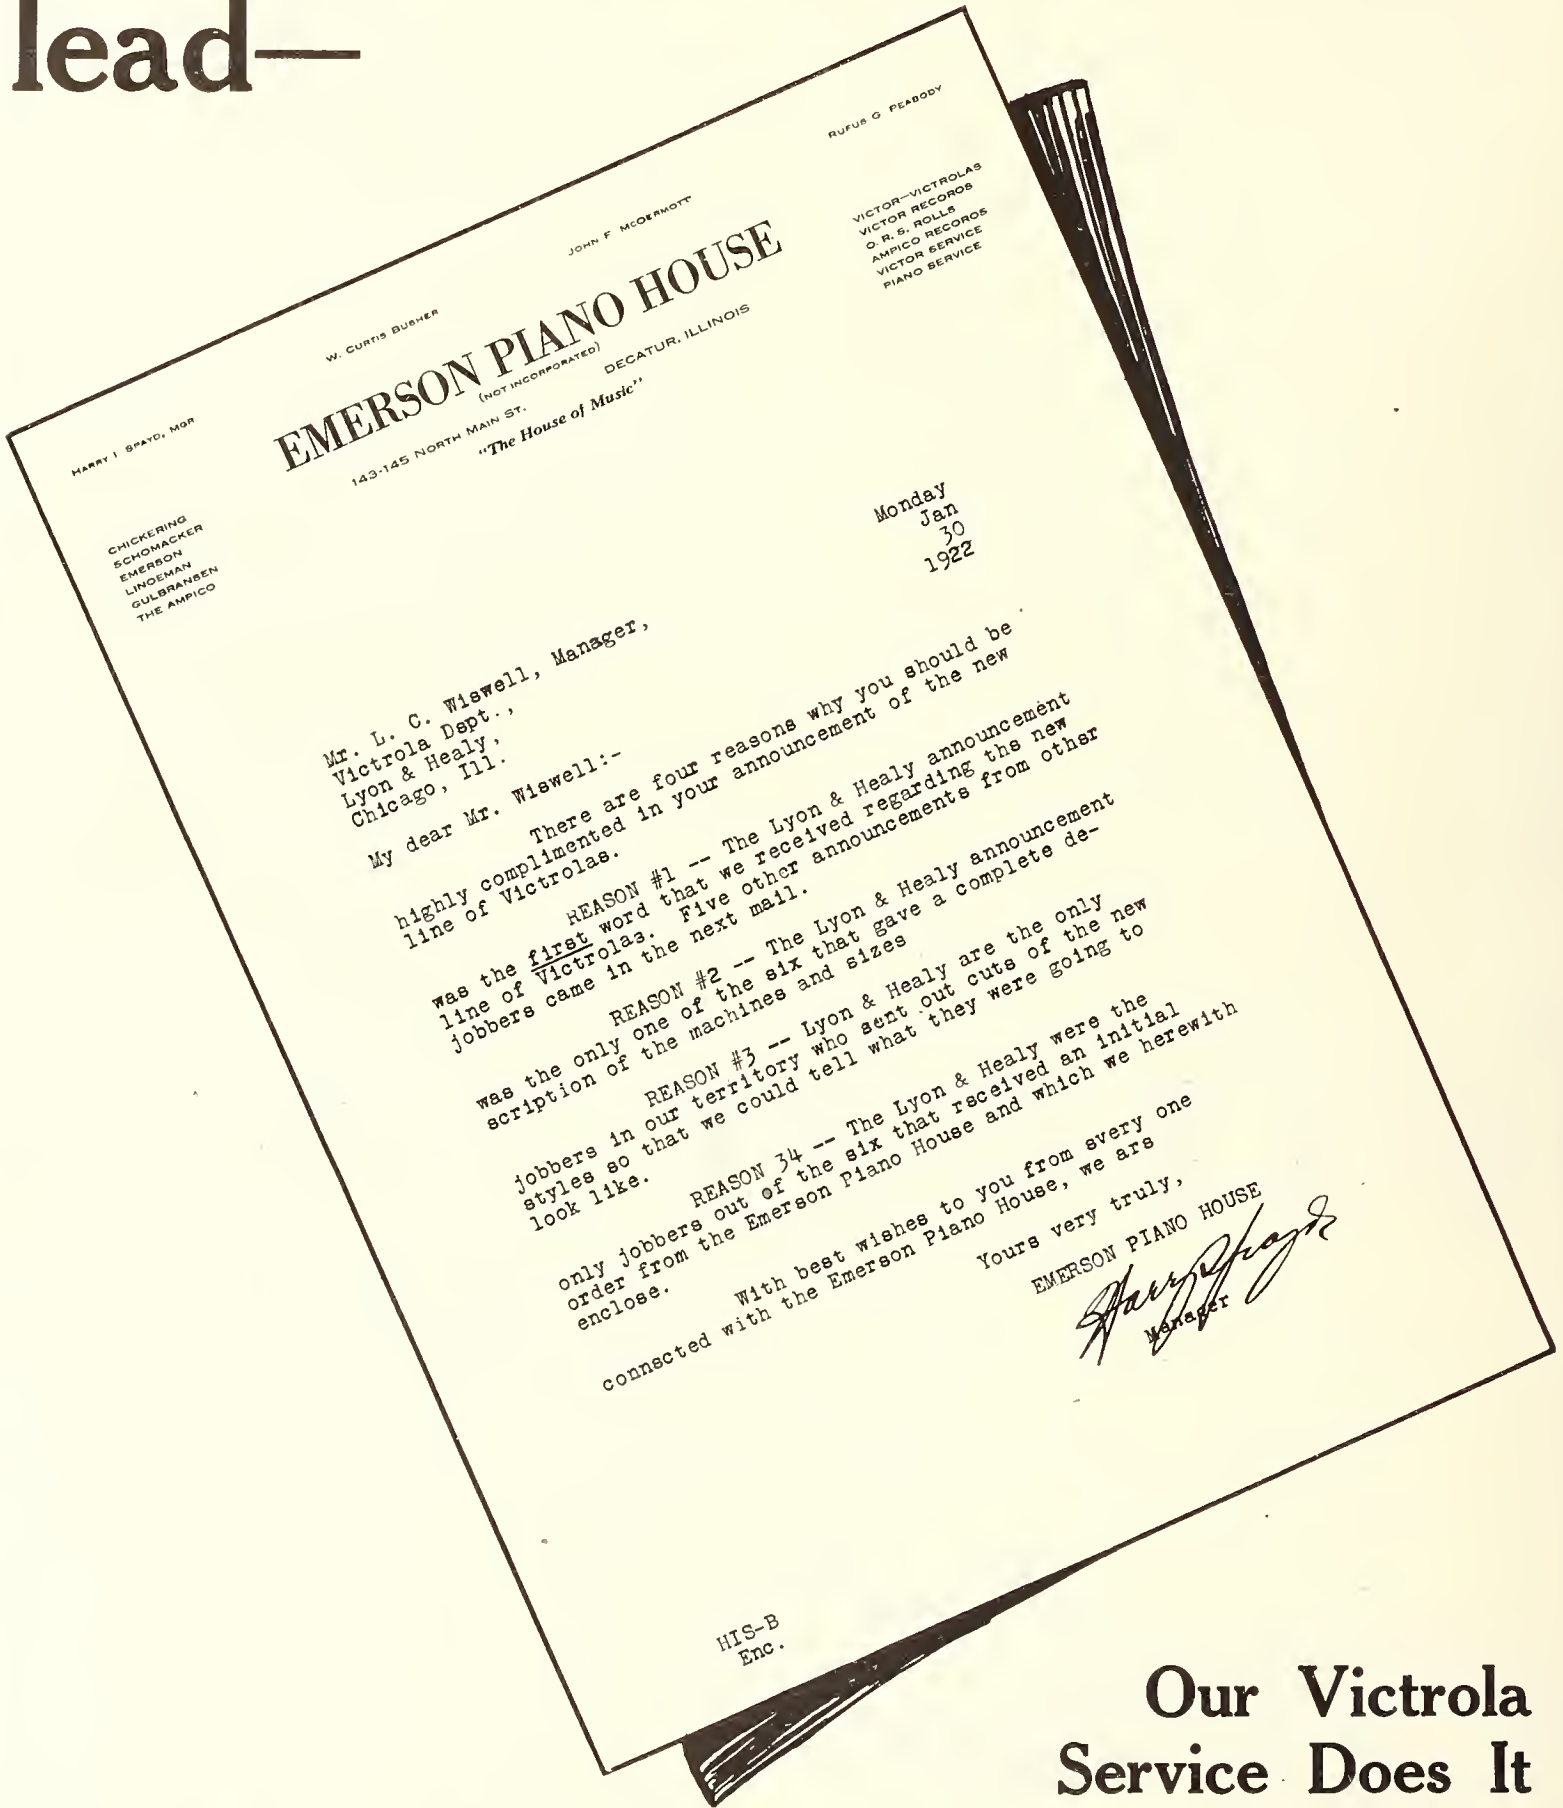 lead—
RUFUS G PEABODY
JOHN F MCDERMOTT
W. CURTIS BUSHER
HARRY I SPAYD, MGR
EMERSON PIANO HOUSE
(NOT INCORPORATED)
143-145 NORTH MAIN ST. DECATUR, ILLINOIS
"The House of Music"
VICTOR—VICTROLAS
VICTOR RECORDS
Q. R. S. ROLLS
AMPICO RECORDS
VICTOR SERVICE
PIANO SERVICE
CHICKERING
SCHOMACKER
EMERSON
LINDEMAN
GULBRANSEN
THE AMPICO
Monday
Jan
30
1922
Mr. L. C. Wiswell, Manager,
Victrola Dept.,
Lyon & Healy,
Chicago, Ill.
My dear Mr. Wiswell:-
There are four reasons why you should be
highly complimented in your announcement of the new
line of Victrolas.
REASON #1 -- The Lyon & Healy announcement
was the first word that we received regarding the new
line of Victrolas. Five other announcements from other
jobbers came in the next mail.
REASON #2 -- The Lyon & Healy announcement
was the only one of the six that gave a complete de-
scription of the machines and sizes
REASON #3 -- Lyon & Healy are the only
jobbers in our territory who sent out cuts of the new
styles so that we could tell what they were going to
look like.
REASON 34 -- The Lyon & Healy were the
only jobbers out of the six that received an initial
order from the Emerson Piano House and which we herewith
enclose.
With best wishes to you from every one
connected with the Emerson Piano House, we are
Yours very truly,
EMERSON PIANO HOUSE
Harry I Spayd
Manager
HIS-B
Enc.
Our Victrola
Service Does It